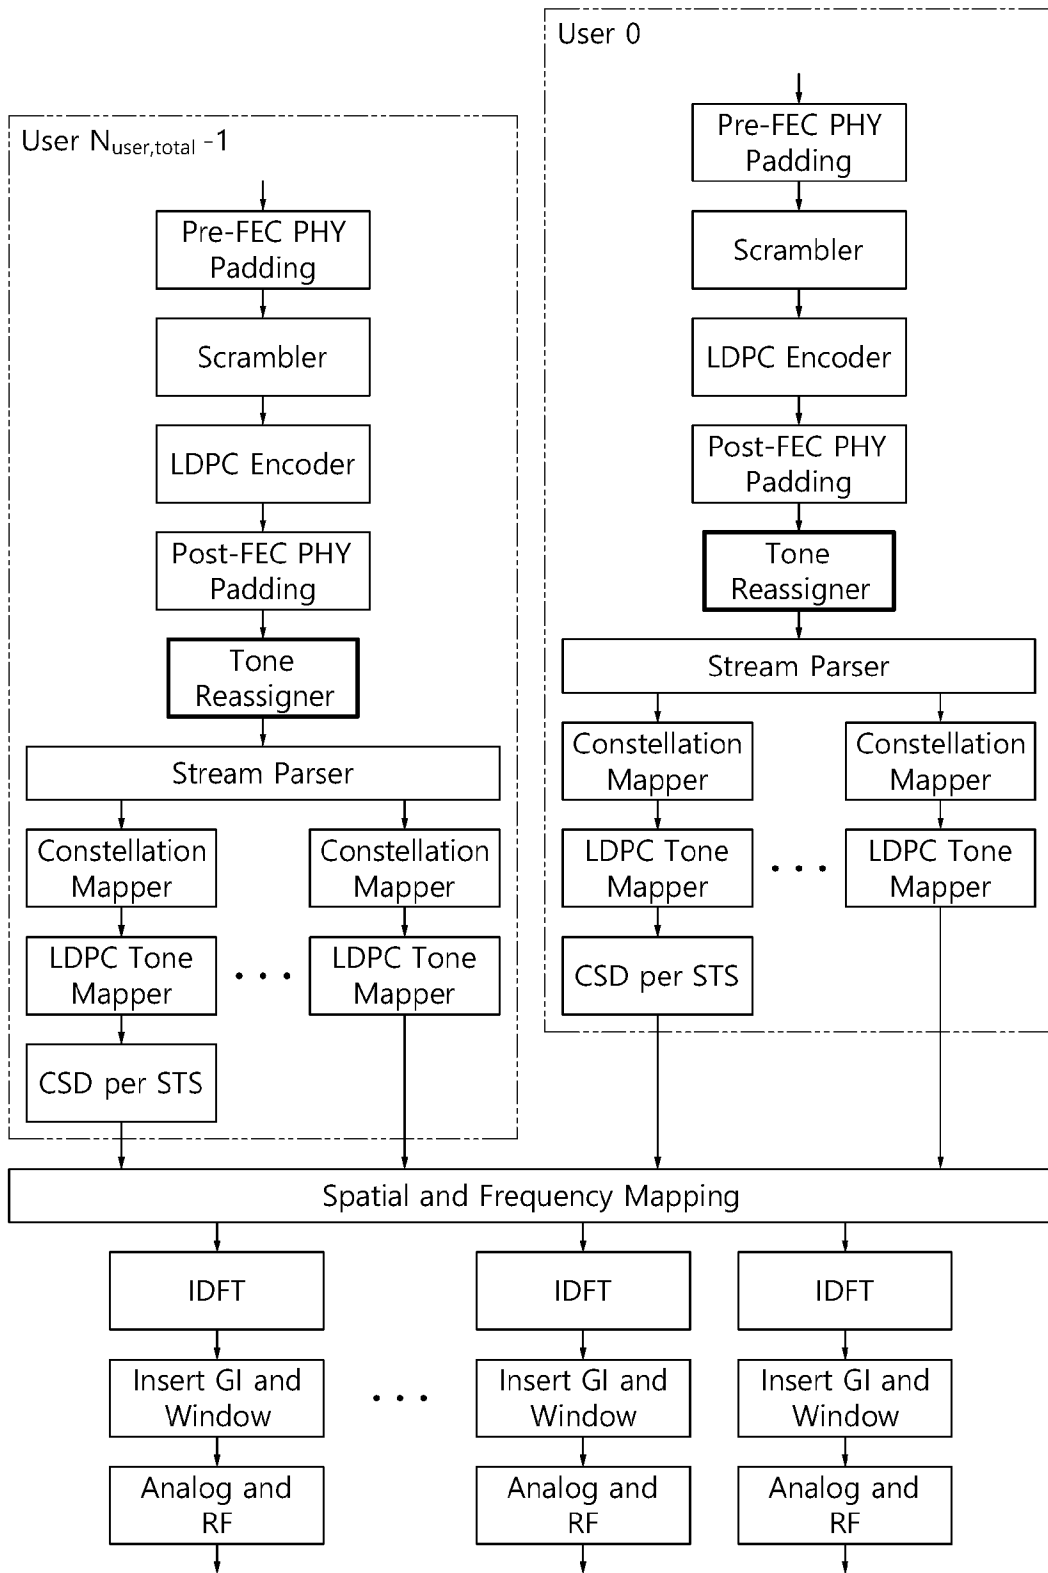 User 0
Pre-FEC PHY
Padding
Scrambler
LDPC Encoder
Post-FEC PHY
Padding
Tone
Reassigner
Stream Parser
Constellation
Mapper
Constellation
Mapper
LDPC Tone
Mapper
LDPC Tone
Mapper
CSD per STS
User Nuser,total -1
Pre-FEC PHY
Padding
Scrambler
LDPC Encoder
Post-FEC PHY
Padding
Tone
Reassigner
Stream Parser
Constellation
Mapper
Constellation
Mapper
LDPC Tone
Mapper
LDPC Tone
Mapper
CSD per STS
Spatial and Frequency Mapping
IDFT
IDFT
IDFT
Insert GI and
Window
Insert GI and
Window
Insert GI and
Window
Analog and
RF
Analog and
RF
Analog and
RF